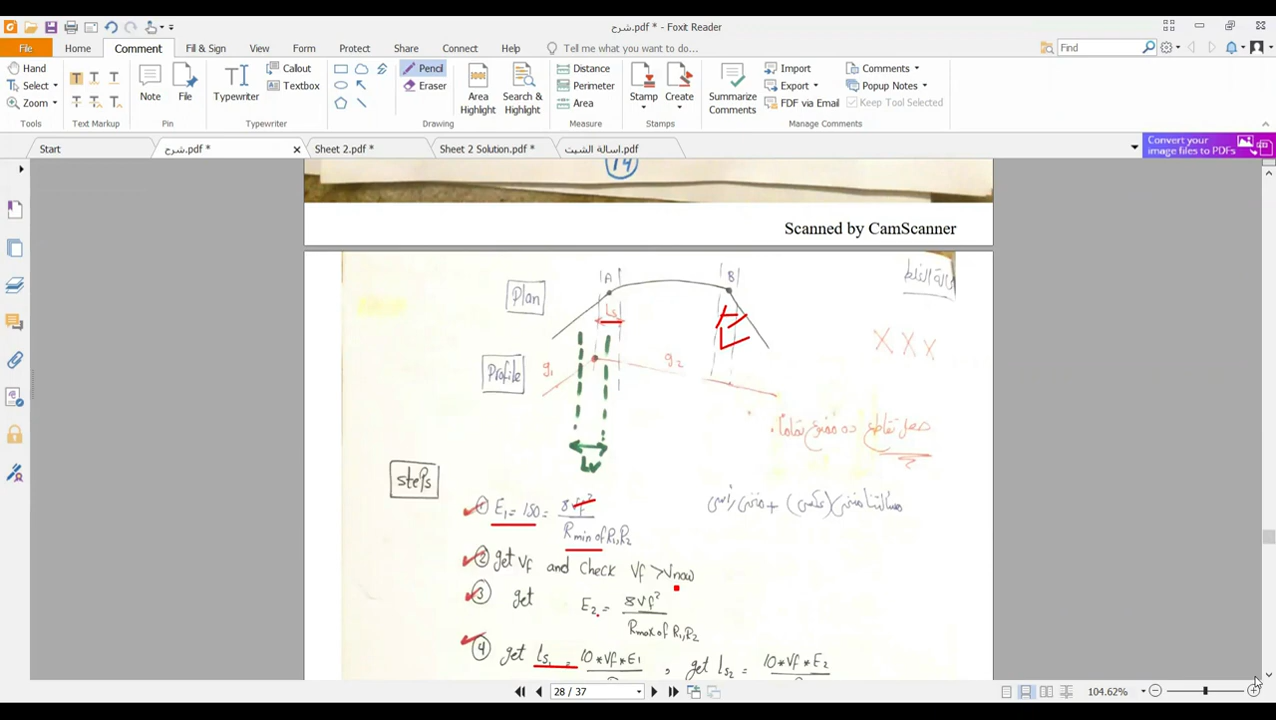 شرح.pdf * - Foxit Reader
File Home Comment Fill & Sign View Form Protect Share Connect Help Tell me what you want to do... Find
Hand Select Zoom Tools
Text Markup
Note File Pin
Typewriter Callout Textbox Typewriter
Pencil Eraser Drawing
Area Highlight Search & Highlight
Distance Perimeter Area Measure
Stamp Create Stamps
Summarize Comments Import Export FDF via Email Comments Popup Notes Keep Tool Selected Manage Comments
Start شرح.pdf * Sheet 2.pdf * Sheet 2 Solution.pdf * اسالة الشيت.pdf
Convert your image files to PDFs
14
Scanned by CamScanner
Plan A B
Ls
Profile g1 g2
X X X
ده ممنوع تماماً
Lv
steps
① E1 = 150 = 8Vf² / Rmin of R1,R2
② get Vf and check Vf > Vnow
③ get E2 = 8Vf² / Rmax of R1,R2
④ get Ls1 = 10*Vf*E1 , get Ls2 = 10*Vf*E2
28 / 37 104.62%